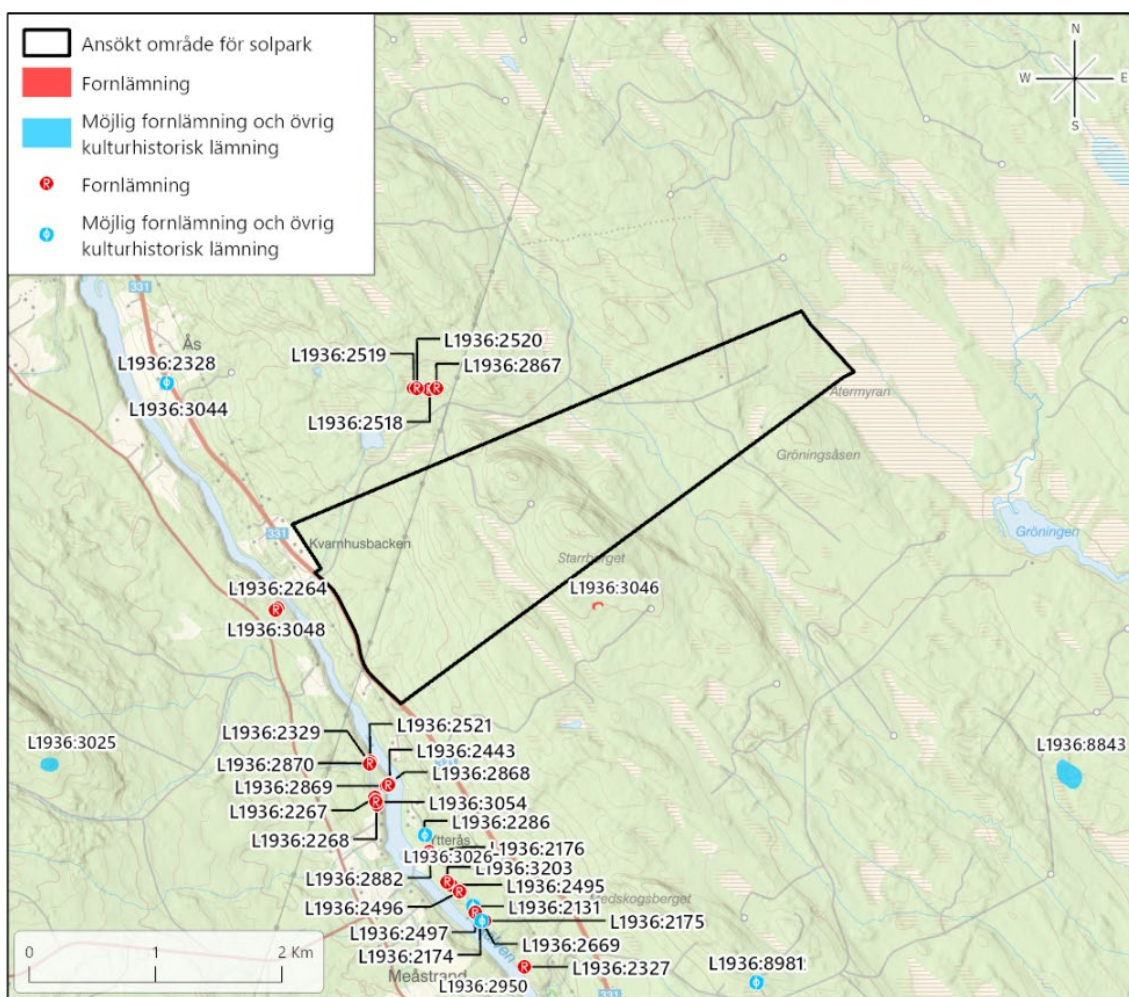 Ansökt område för solpark
Fornlämning
Möjlig fornlämning och övrig
kulturhistorisk lämning
R Fornlämning
Möjlig fornlämning och övrig
kulturhistorisk lämning
N
W E
S
331
Ås
L1936:2328
L1936:3044
L1936:2520
L1936:2519
L1936:2867
L1936:2518
R R R
Återmyran
Gröningsåsen
Gröningen
331
Kvarnhusbacken
Starrberget
L1936:3046
L1936:2264
R
L1936:3048
L1936:2521
L1936:2329
L1936:2443
L1936:3025
L1936:2870
R
L1936:8843
L1936:2868
L1936:2869
R
L1936:2267
R
L1936:3054
L1936:2268
L1936:2286
Ytterås
L1936:3026
L1936:2176
L1936:2882
L1936:3203
R
L1936:2495
R
L1936:2496
L1936:2131
L1936:2175
L1936:2497
L1936:2669
L1936:2174
R
L1936:2327
Meåstrand
L1936:2950
L1936:8981
331
0 1 2 Km